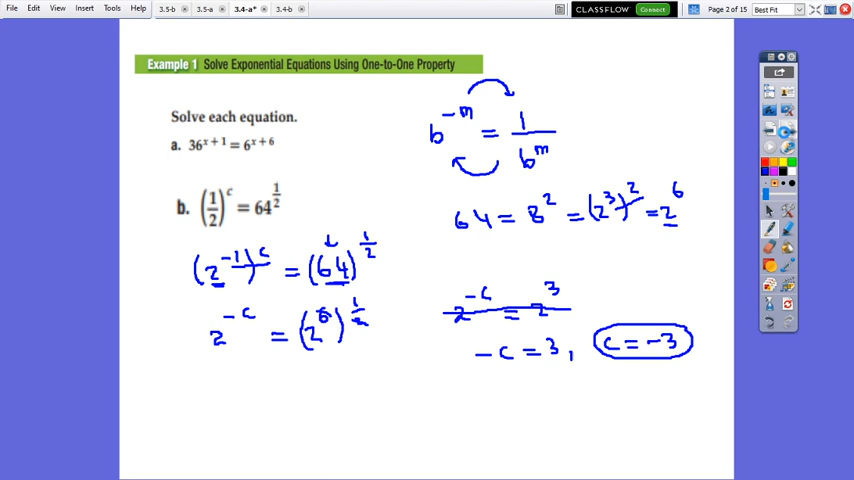 File Edit View Insert Tools Help 3.5-b 3.5-a 3.4-a* 3.4-b CLASSFLOW Connect Page 2 of 15 Best Fit
Example 1 Solve Exponential Equations Using One-to-One Property
Solve each equation.
a. 36^{x + 1} = 6^{x + 6}
b. (1/2)^c = 64^{1/2}
(2^{-1})^c = (64)^{1/2}
2^{-c} = (2^6)^{1/2}
b^{-m} = 1/b^m
64 = 8^2 = (2^3)^2 = 2^6
2^{-c} = 2^3
-c = 3, c = -3